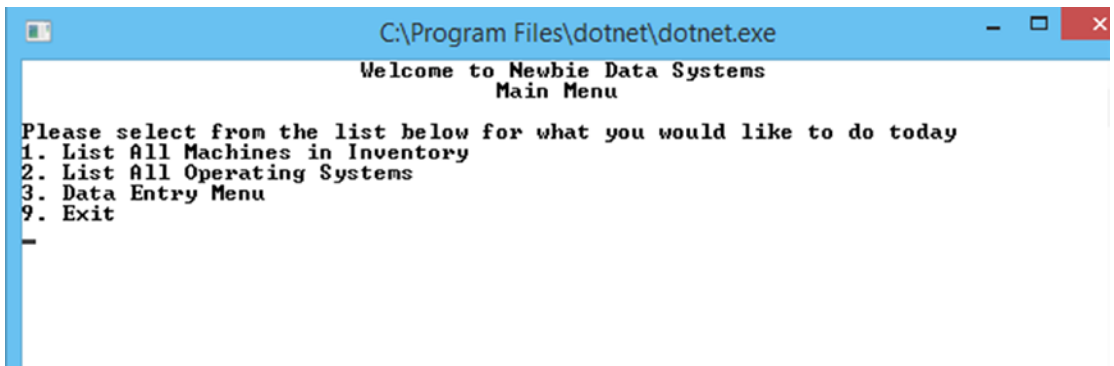 C:\Program Files\dotnet\dotnet.exe
Welcome to Newbie Data Systems
Main Menu
Please select from the list below for what you would like to do today
1. List All Machines in Inventory
2. List All Operating Systems
3. Data Entry Menu
9. Exit